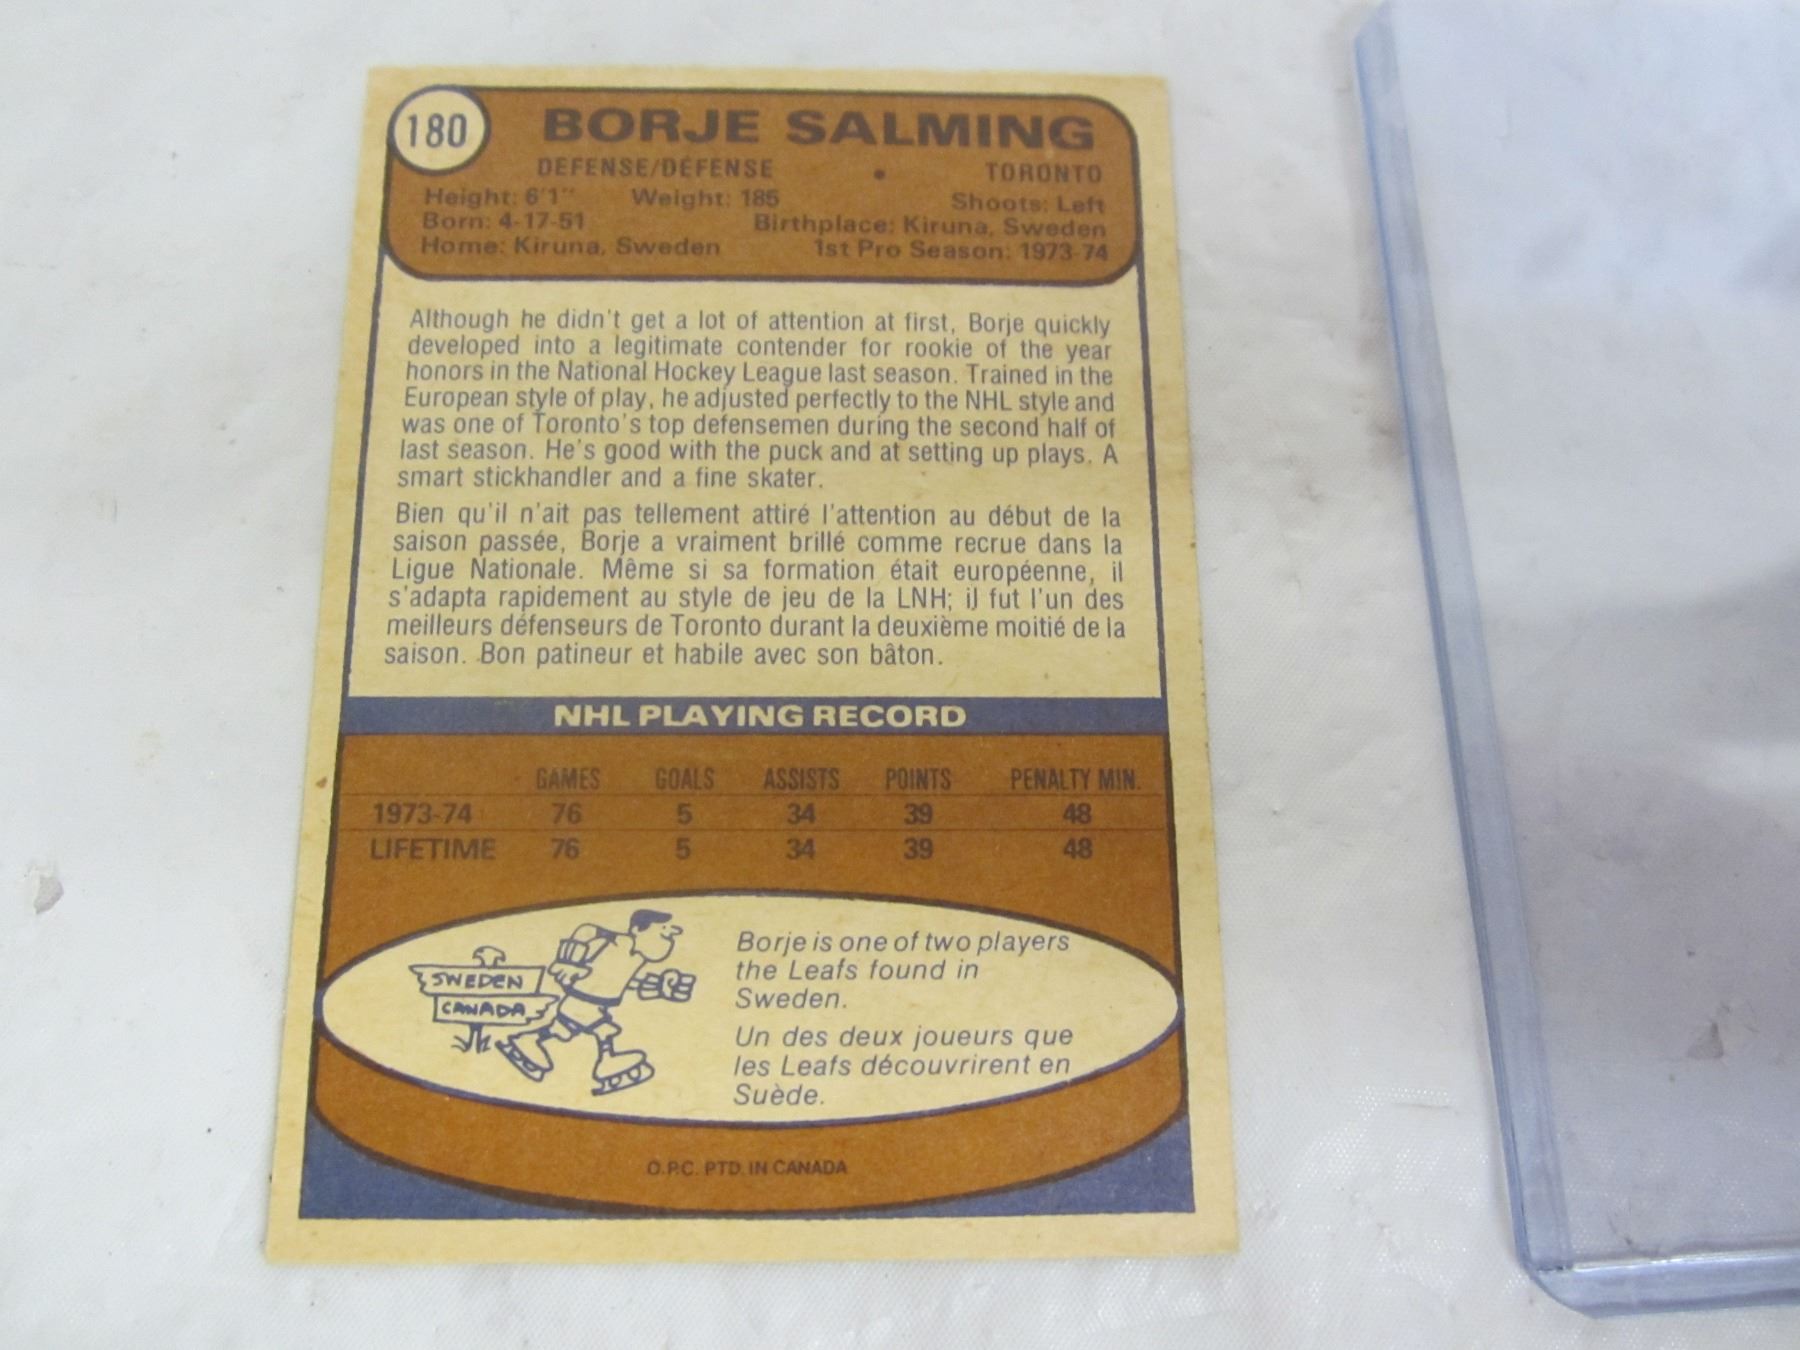 180
BORJE SALMING
DEFENSE/DÉFENSE • TORONTO
Height: 6'1" Weight: 185 Shoots: Left
Born: 4-17-51 Birthplace: Kiruna, Sweden
Home: Kiruna, Sweden 1st Pro Season: 1973-74
Although he didn't get a lot of attention at first, Borje quickly
developed into a legitimate contender for rookie of the year
honors in the National Hockey League last season. Trained in the
European style of play, he adjusted perfectly to the NHL style and
was one of Toronto's top defensemen during the second half of
last season. He's good with the puck and at setting up plays. A
smart stickhandler and a fine skater.
Bien qu'il n'ait pas tellement attiré l'attention au début de la
saison passée, Borje a vraiment brillé comme recrue dans la
Ligue Nationale. Même si sa formation était européenne, il
s'adapta rapidement au style de jeu de la LNH; il fut l'un des
meilleurs défenseurs de Toronto durant la deuxième moitié de la
saison. Bon patineur et habile avec son bâton.
NHL PLAYING RECORD
GAMES GOALS ASSISTS POINTS PENALTY MIN.
1973-74 76 5 34 39 48
LIFETIME 76 5 34 39 48
SWEDEN
CANADA
Borje is one of two players
the Leafs found in
Sweden.
Un des deux joueurs que
les Leafs découvrirent en
Suède.
O.P.C. PTD. IN CANADA